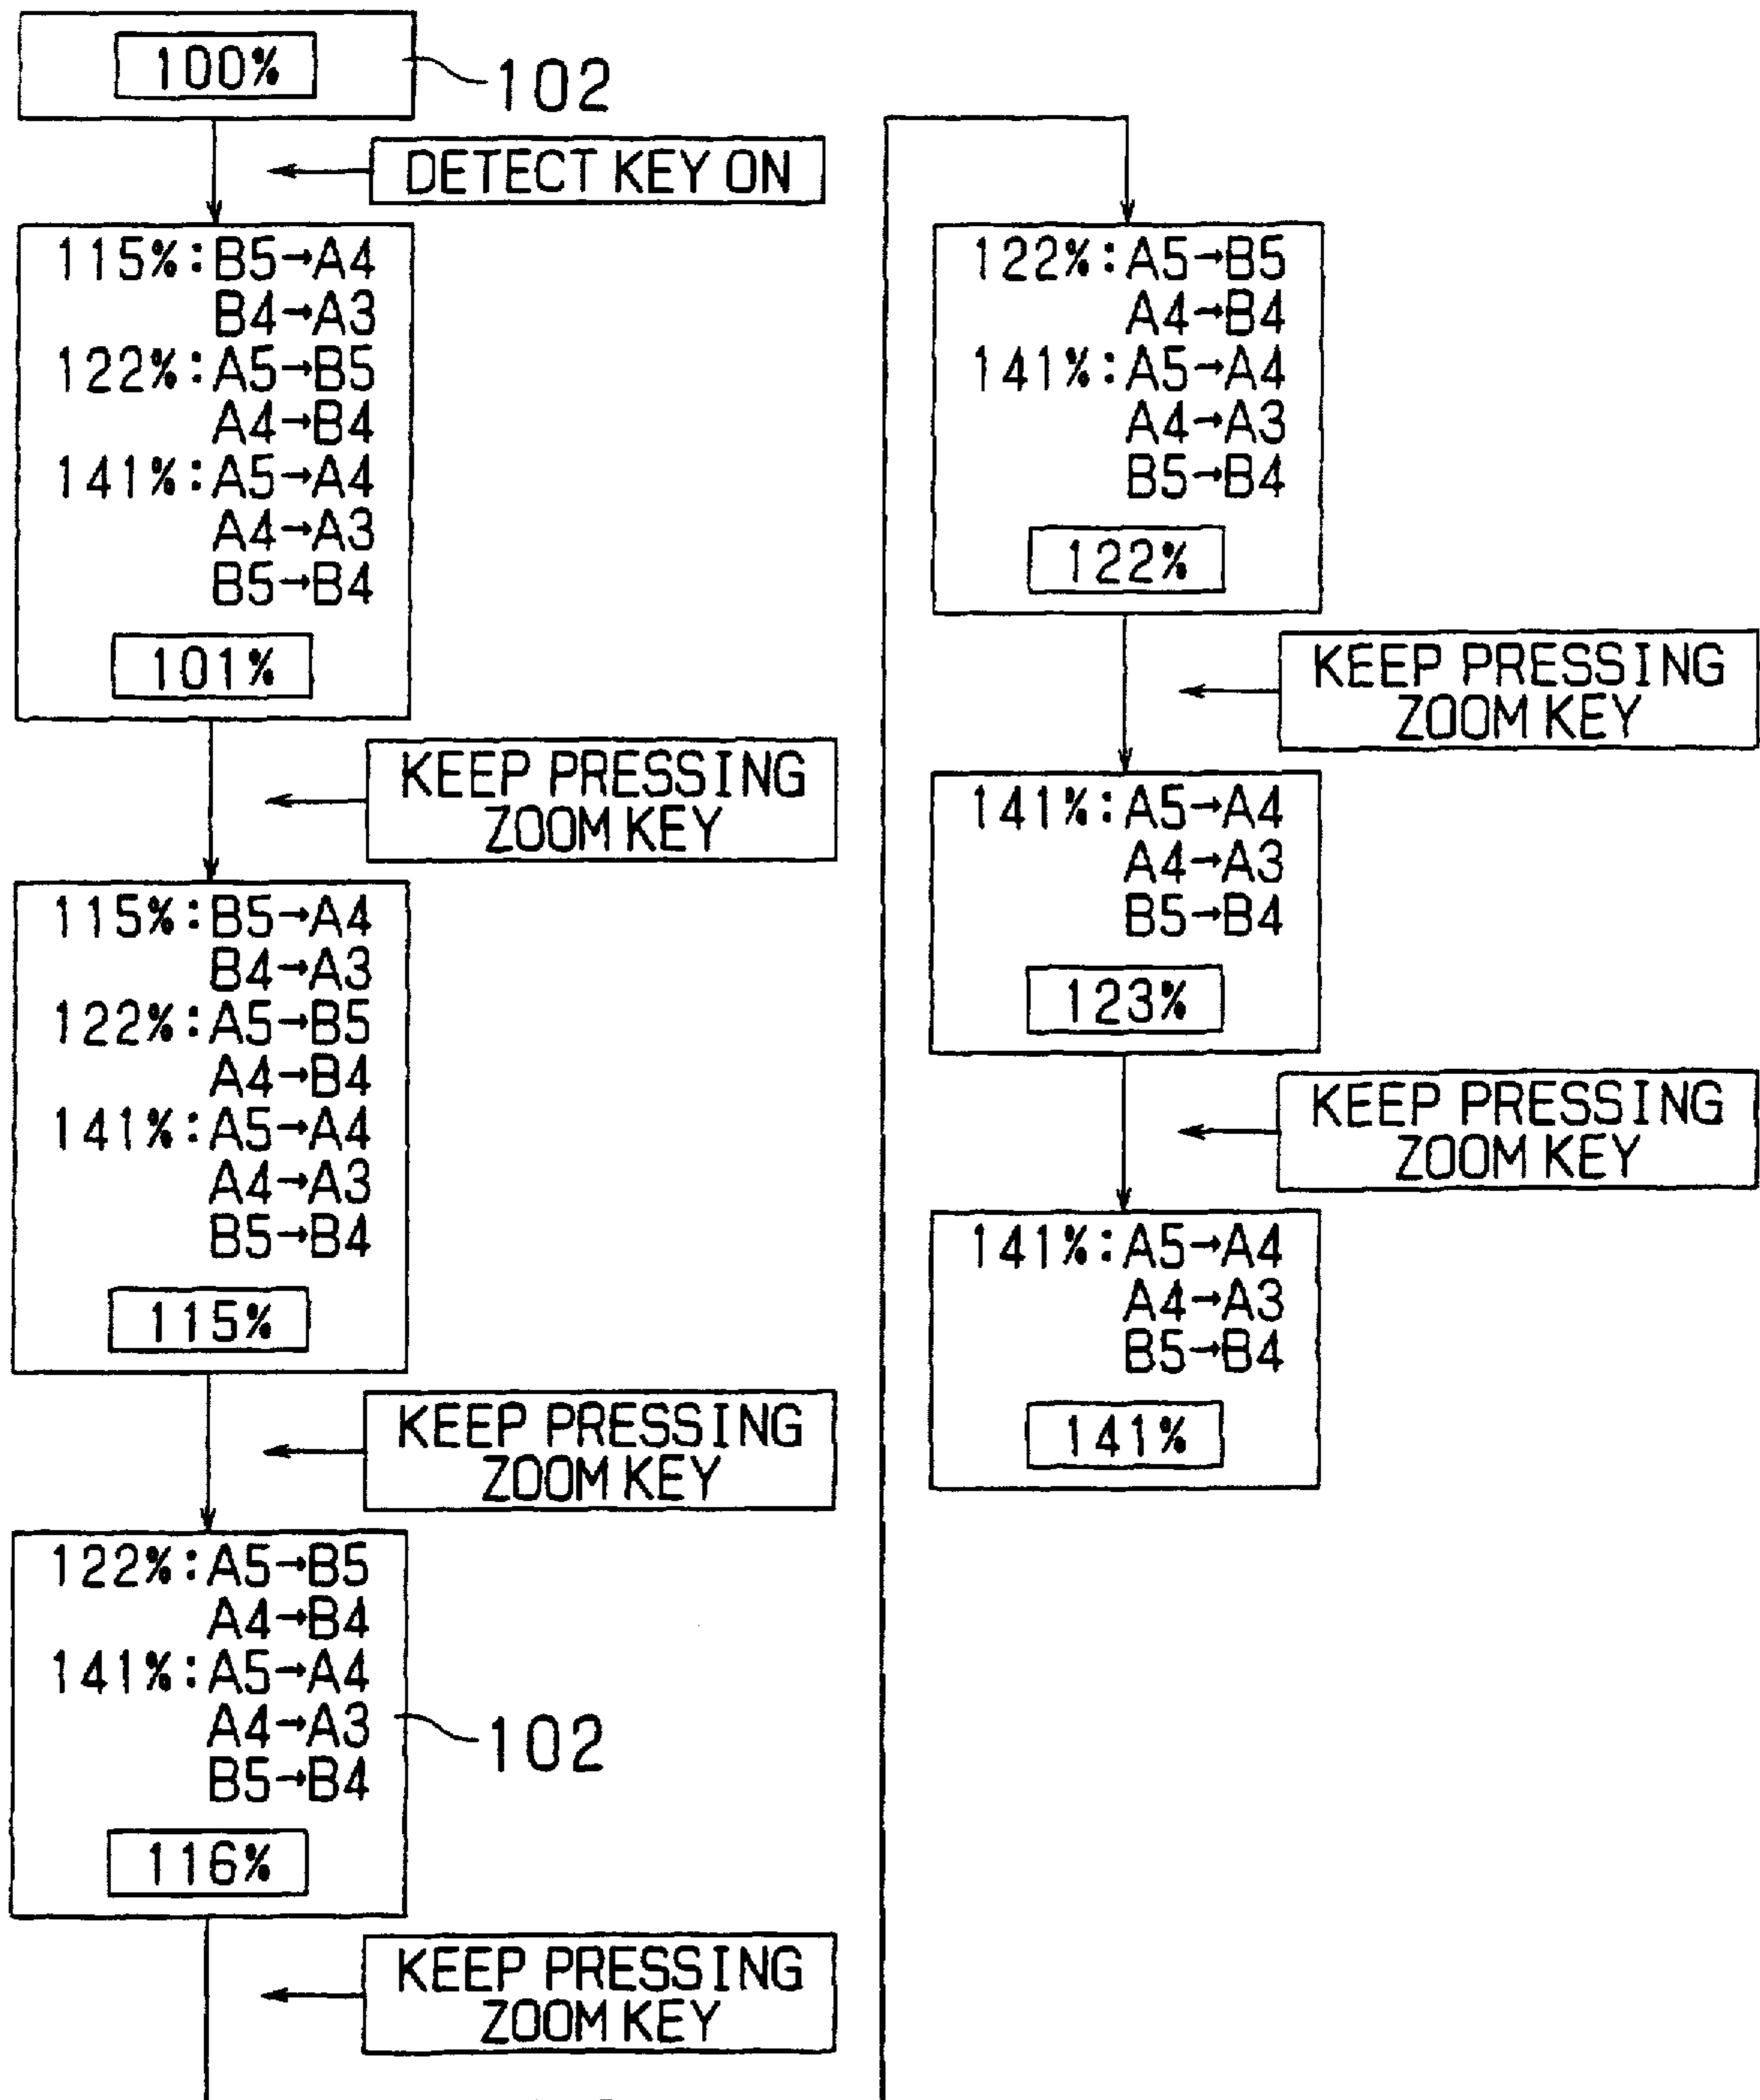 100%
102
DETECT KEY ON
115%:B5→A4
B4→A3
122%:A5→B5
A4→B4
141%:A5→A4
A4→A3
B5→B4
101%
KEEP PRESSING
ZOOM KEY
115%:B5→A4
B4→A3
122%:A5→B5
A4→B4
141%:A5→A4
A4→A3
B5→B4
115%
KEEP PRESSING
ZOOM KEY
122%:A5→B5
A4→B4
141%:A5→A4
A4→A3
B5→B4
102
116%
KEEP PRESSING
ZOOM KEY
122%:A5→B5
A4→B4
141%:A5→A4
A4→A3
B5→B4
122%
KEEP PRESSING
ZOOM KEY
141%:A5→A4
A4→A3
B5→B4
123%
KEEP PRESSING
ZOOM KEY
141%:A5→A4
A4→A3
B5→B4
141%